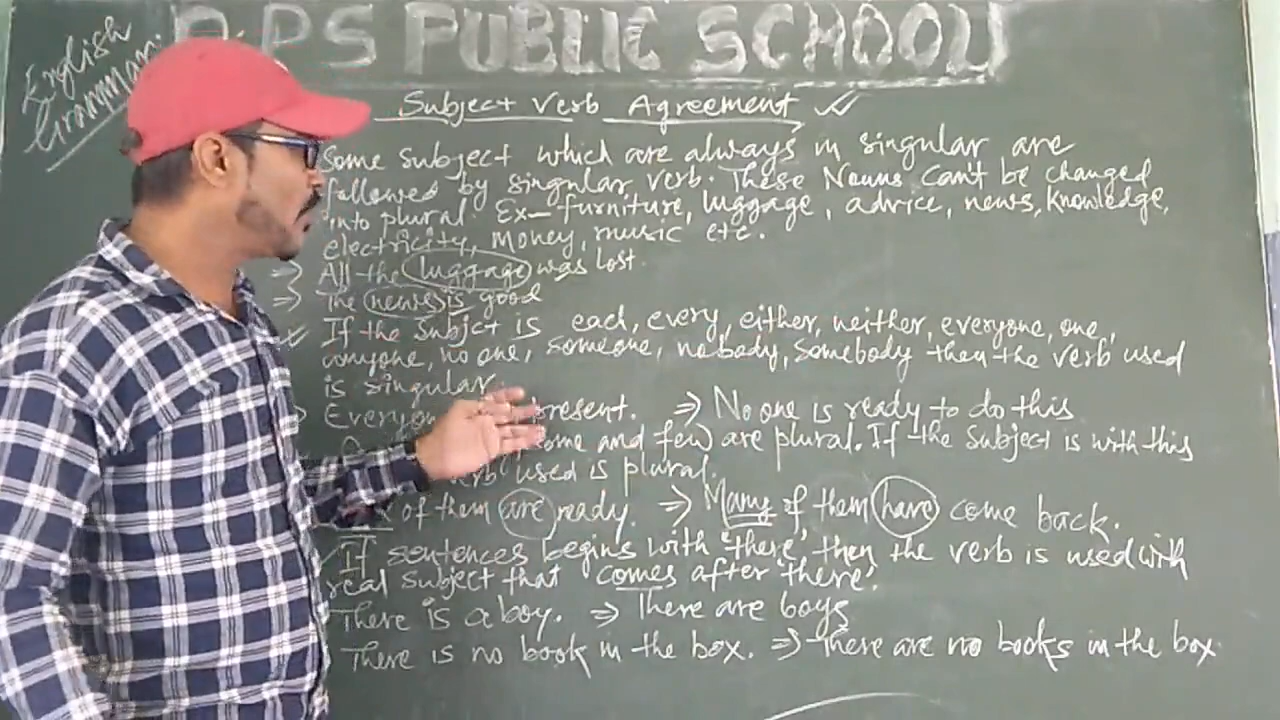 P S PUBLIC SCHOOL
English
Grammar
Subject Verb Agreement
Some Subject which are always in singular are
followed by singular verb. These Nouns can't be changed
into plural. Ex- furniture, luggage, advice, news, knowledge,
electricity, Money, music etc.
⇒ All the luggage was lost.
⇒ The news is good
If the Subjct is each, every, either, neither, everyone, one,
anyone, no one, someone, nobody, somebody then the verb used
is singular.
present. ⇒ No one is ready to do this
and few are plural. If the Subject is with this
used is plural.
of them are ready. ⇒ Many of them have come back.
If sentences begins with 'there', then the verb is used with
real subject that comes after 'there'.
There is a boy. ⇒ There are boys
There is no book in the box. ⇒ There are no books in the box.